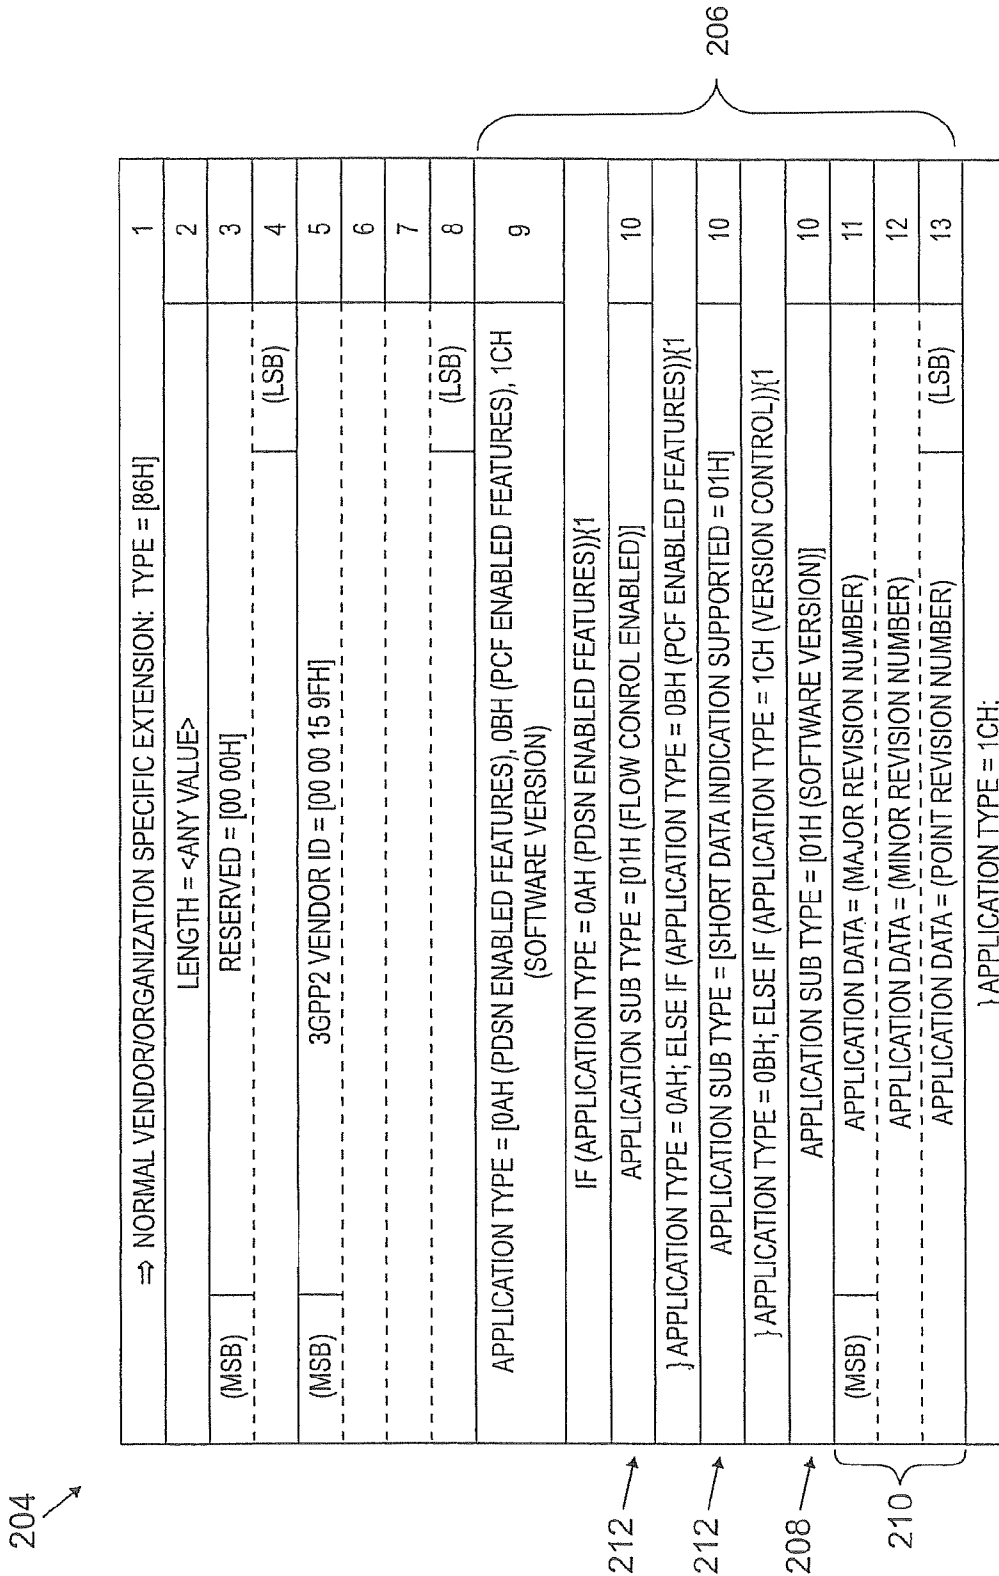 204
⇒ NORMAL VENDOR/ORGANIZATION SPECIFIC EXTENSION: TYPE = [86H] 1
LENGTH = <ANY VALUE> 2
(MSB) RESERVED = [00 00H] 3
(LSB) 4
(MSB) 3GPP2 VENDOR ID = [00 00 15 9FH] 5
6
7
(LSB) 8
APPLICATION TYPE = [0AH (PDSN ENABLED FEATURES), 0BH (PCF ENABLED FEATURES), 1CH 9
(SOFTWARE VERSION)
IF (APPLICATION TYPE = 0AH (PDSN ENABLED FEATURES)){1
212 APPLICATION SUB TYPE = [01H (FLOW CONROL ENABLED)] 10
} APPLICATION TYPE = 0AH; ELSE IF (APPLICATION TYPE = 0BH (PCF ENABLED FEATURES)){1
212 APPLICATION SUB TYPE = [SHORT DATA INDICATION SUPPORTED = 01H] 10
} APPLICATION TYPE = 0BH; ELSE IF (APPLICATION TYPE = 1CH (VERSION CONTROL)){1
208 APPLICATION SUB TYPE = [01H (SOFTWARE VERSION)] 10
(MSB) APPLICATION DATA = (MAJOR REVISION NUMBER) 11
APPLICATION DATA = (MINOR REVISION NUMBER) 12
APPLICATION DATA = (POINT REVISION NUMBER) (LSB) 13
} APPLICATION TYPE = 1CH;
210
206